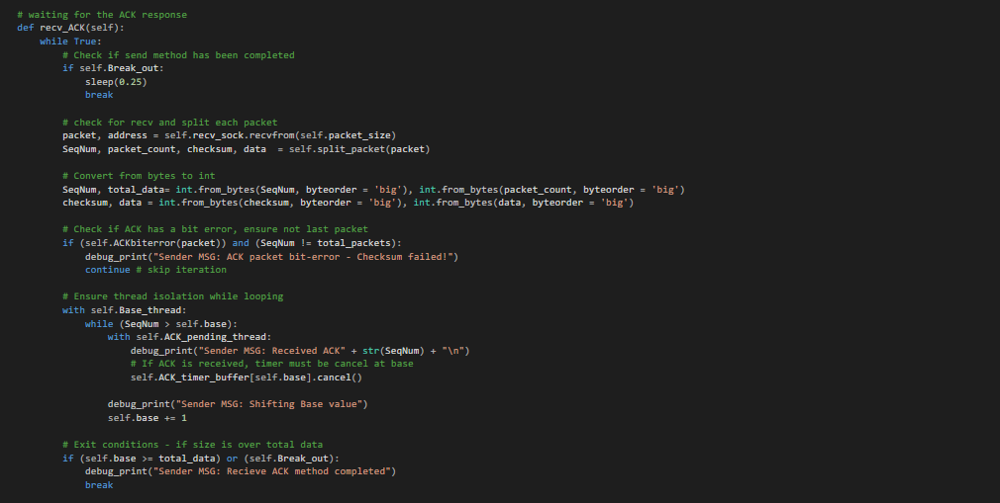 # waiting for the ACK response
def recv_ACK(self):
    while True:
        # Check if send method has been completed
        if self.Break_out:
            sleep(0.25)
            break

        # check for recv and split each packet
        packet, address = self.recv_sock.recvfrom(self.packet_size)
        SeqNum, packet_count, checksum, data  = self.split_packet(packet)

        # Convert from bytes to int
        SeqNum, total_data= int.from_bytes(SeqNum, byteorder = 'big'), int.from_bytes(packet_count, byteorder = 'big')
        checksum, data = int.from_bytes(checksum, byteorder = 'big'), int.from_bytes(data, byteorder = 'big')

        # Check if ACK has a bit error, ensure not last packet
        if (self.ACKbiterror(packet)) and (SeqNum != total_packets):
            debug_print("Sender MSG: ACK packet bit-error - Checksum failed!")
            continue # skip iteration

        # Ensure thread isolation while looping
        with self.Base_thread:
            while (SeqNum > self.base):
                with self.ACK_pending_thread:
                    debug_print("Sender MSG: Received ACK" + str(SeqNum) + "\n")
                    # If ACK is received, timer must be cancel at base
                    self.ACK_timer_buffer[self.base].cancel()

                debug_print("Sender MSG: Shifting Base value")
                self.base += 1

        # Exit conditions - if size is over total data
        if (self.base >= total_data) or (self.Break_out):
            debug_print("Sender MSG: Recieve ACK method completed")
            break